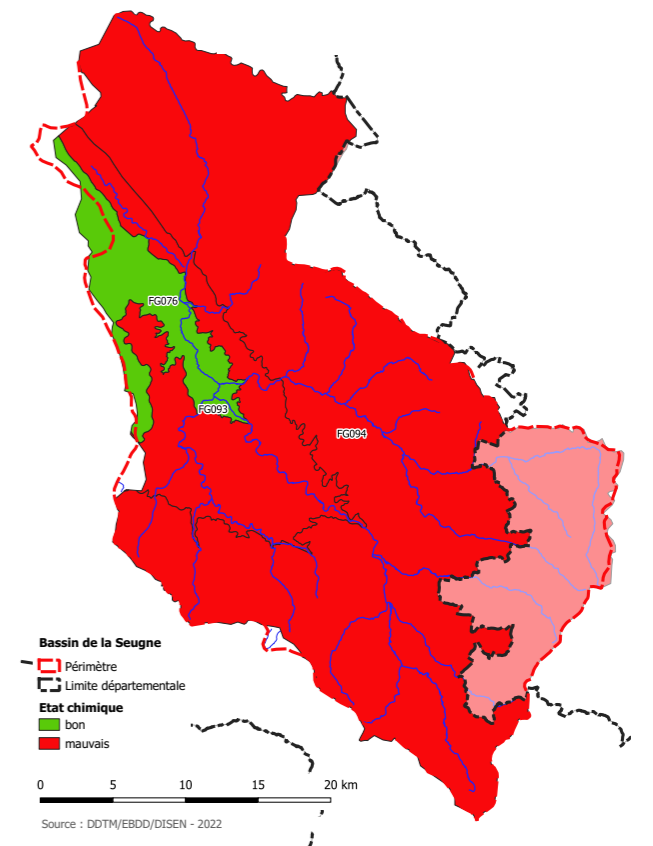 FG076
FG093
FG094
Bassin de la Seugne
Périmètre
Limite départementale
Etat chimique
bon
mauvais
0 5 10 15 20 km
Source : DDTM/EBDD/DISEN - 2022